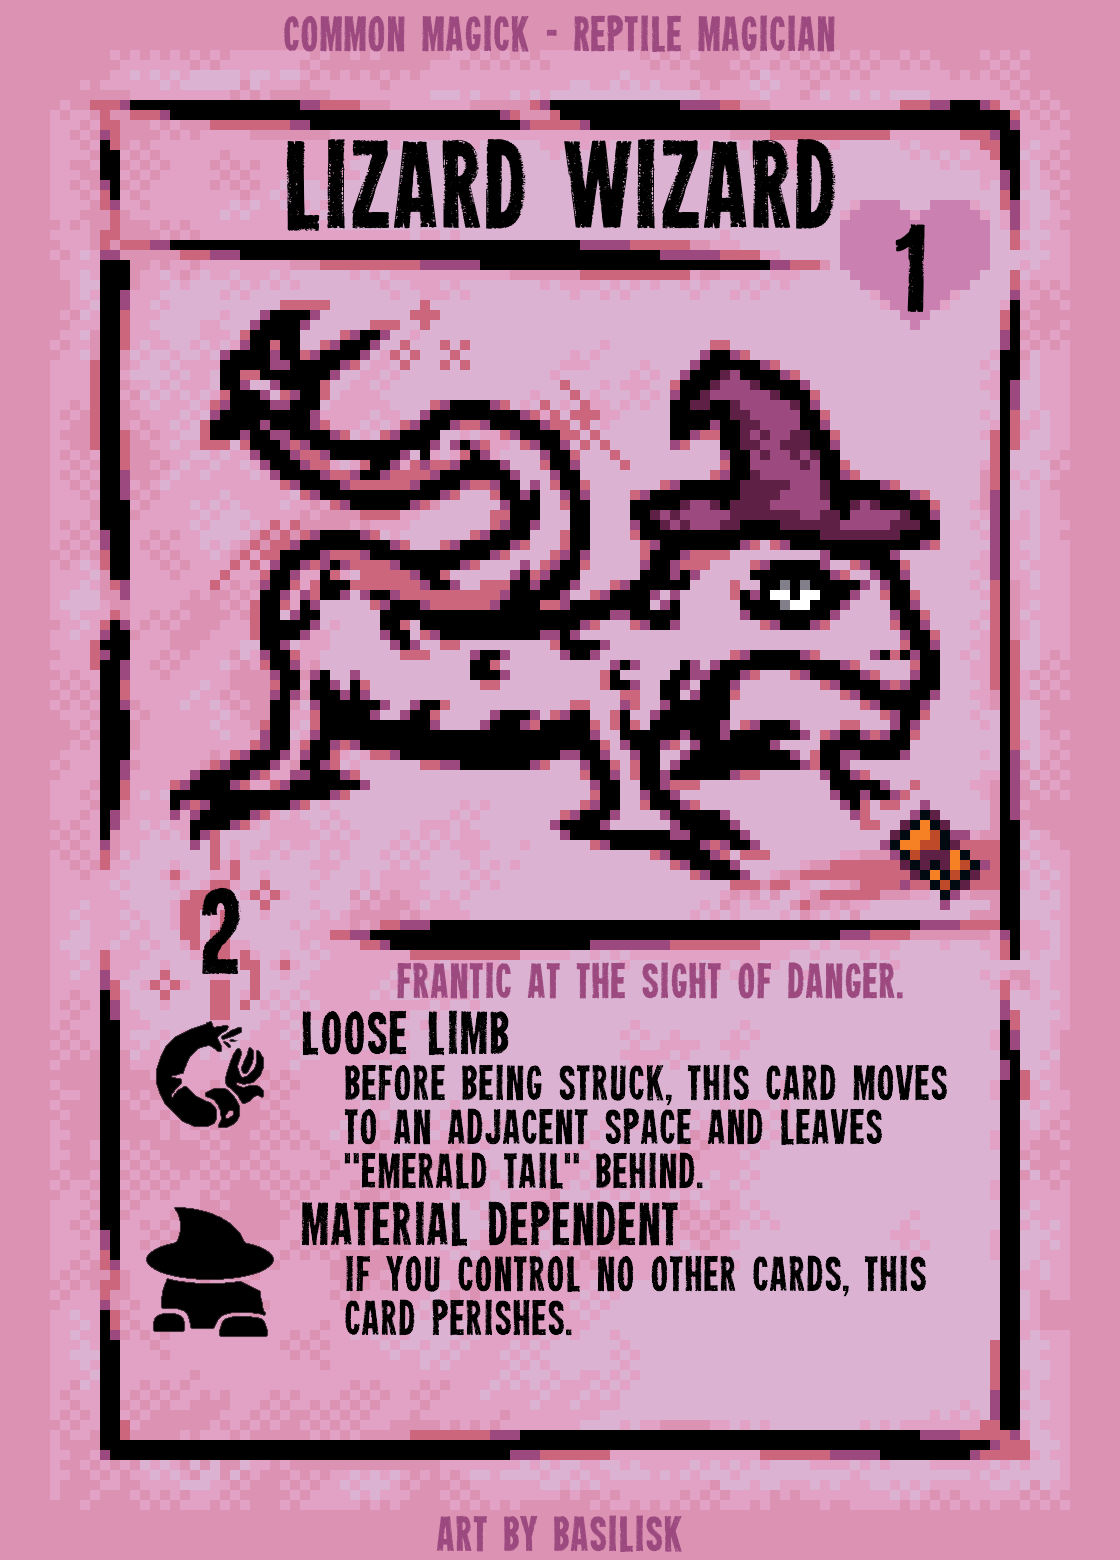 COMMON MAGICK - REPTILE MAGICIAN
LIZARD WIZARD
1
2
FRANTIC AT THE SIGHT OF DANGER.
LOOSE LIMB
BEFORE BEING STRUCK, THIS CARD MOVES
TO AN ADJACENT SPACE AND LEAVES
"EMERALD TAIL" BEHIND.
MATERIAL DEPENDENT
IF YOU CONTROL NO OTHER CARDS, THIS
CARD PERISHES.
ART BY BASILISK